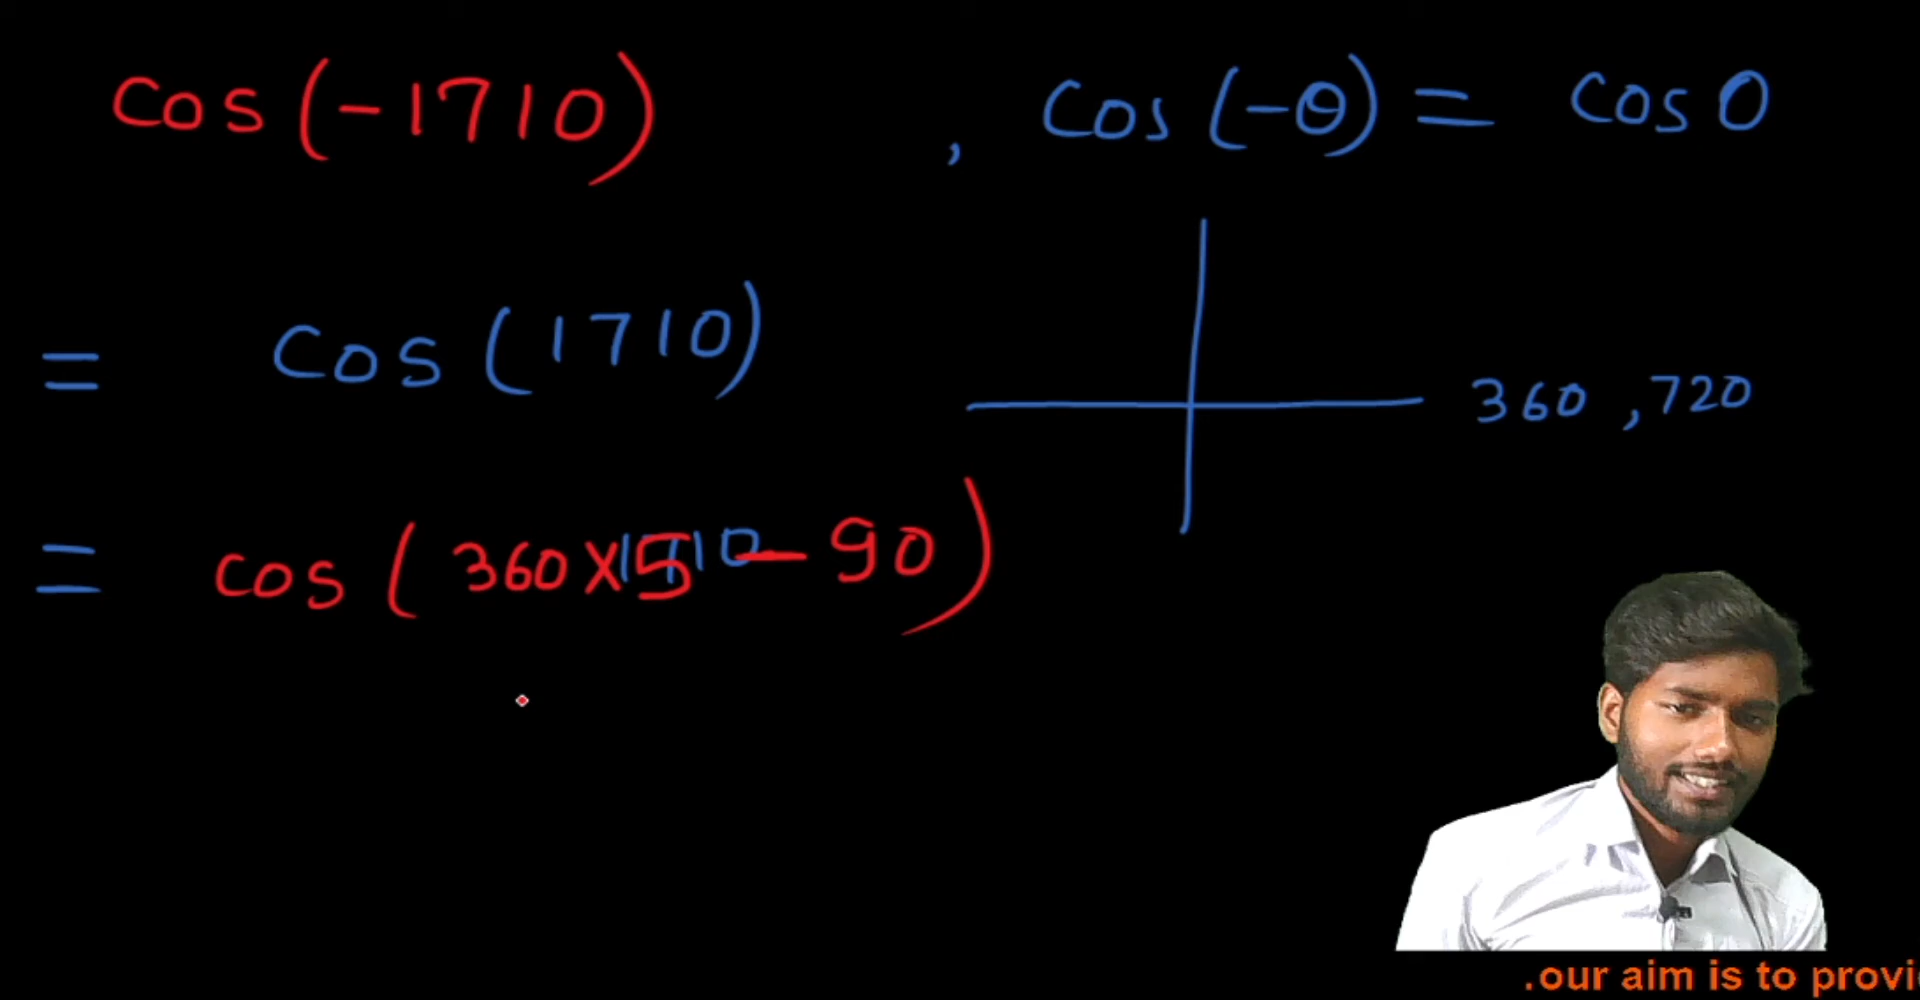 cos(-1710) , cos(-θ) = cos θ
= cos(1710)
360 , 720
= cos(360×5 - 90)
.our aim is to provi